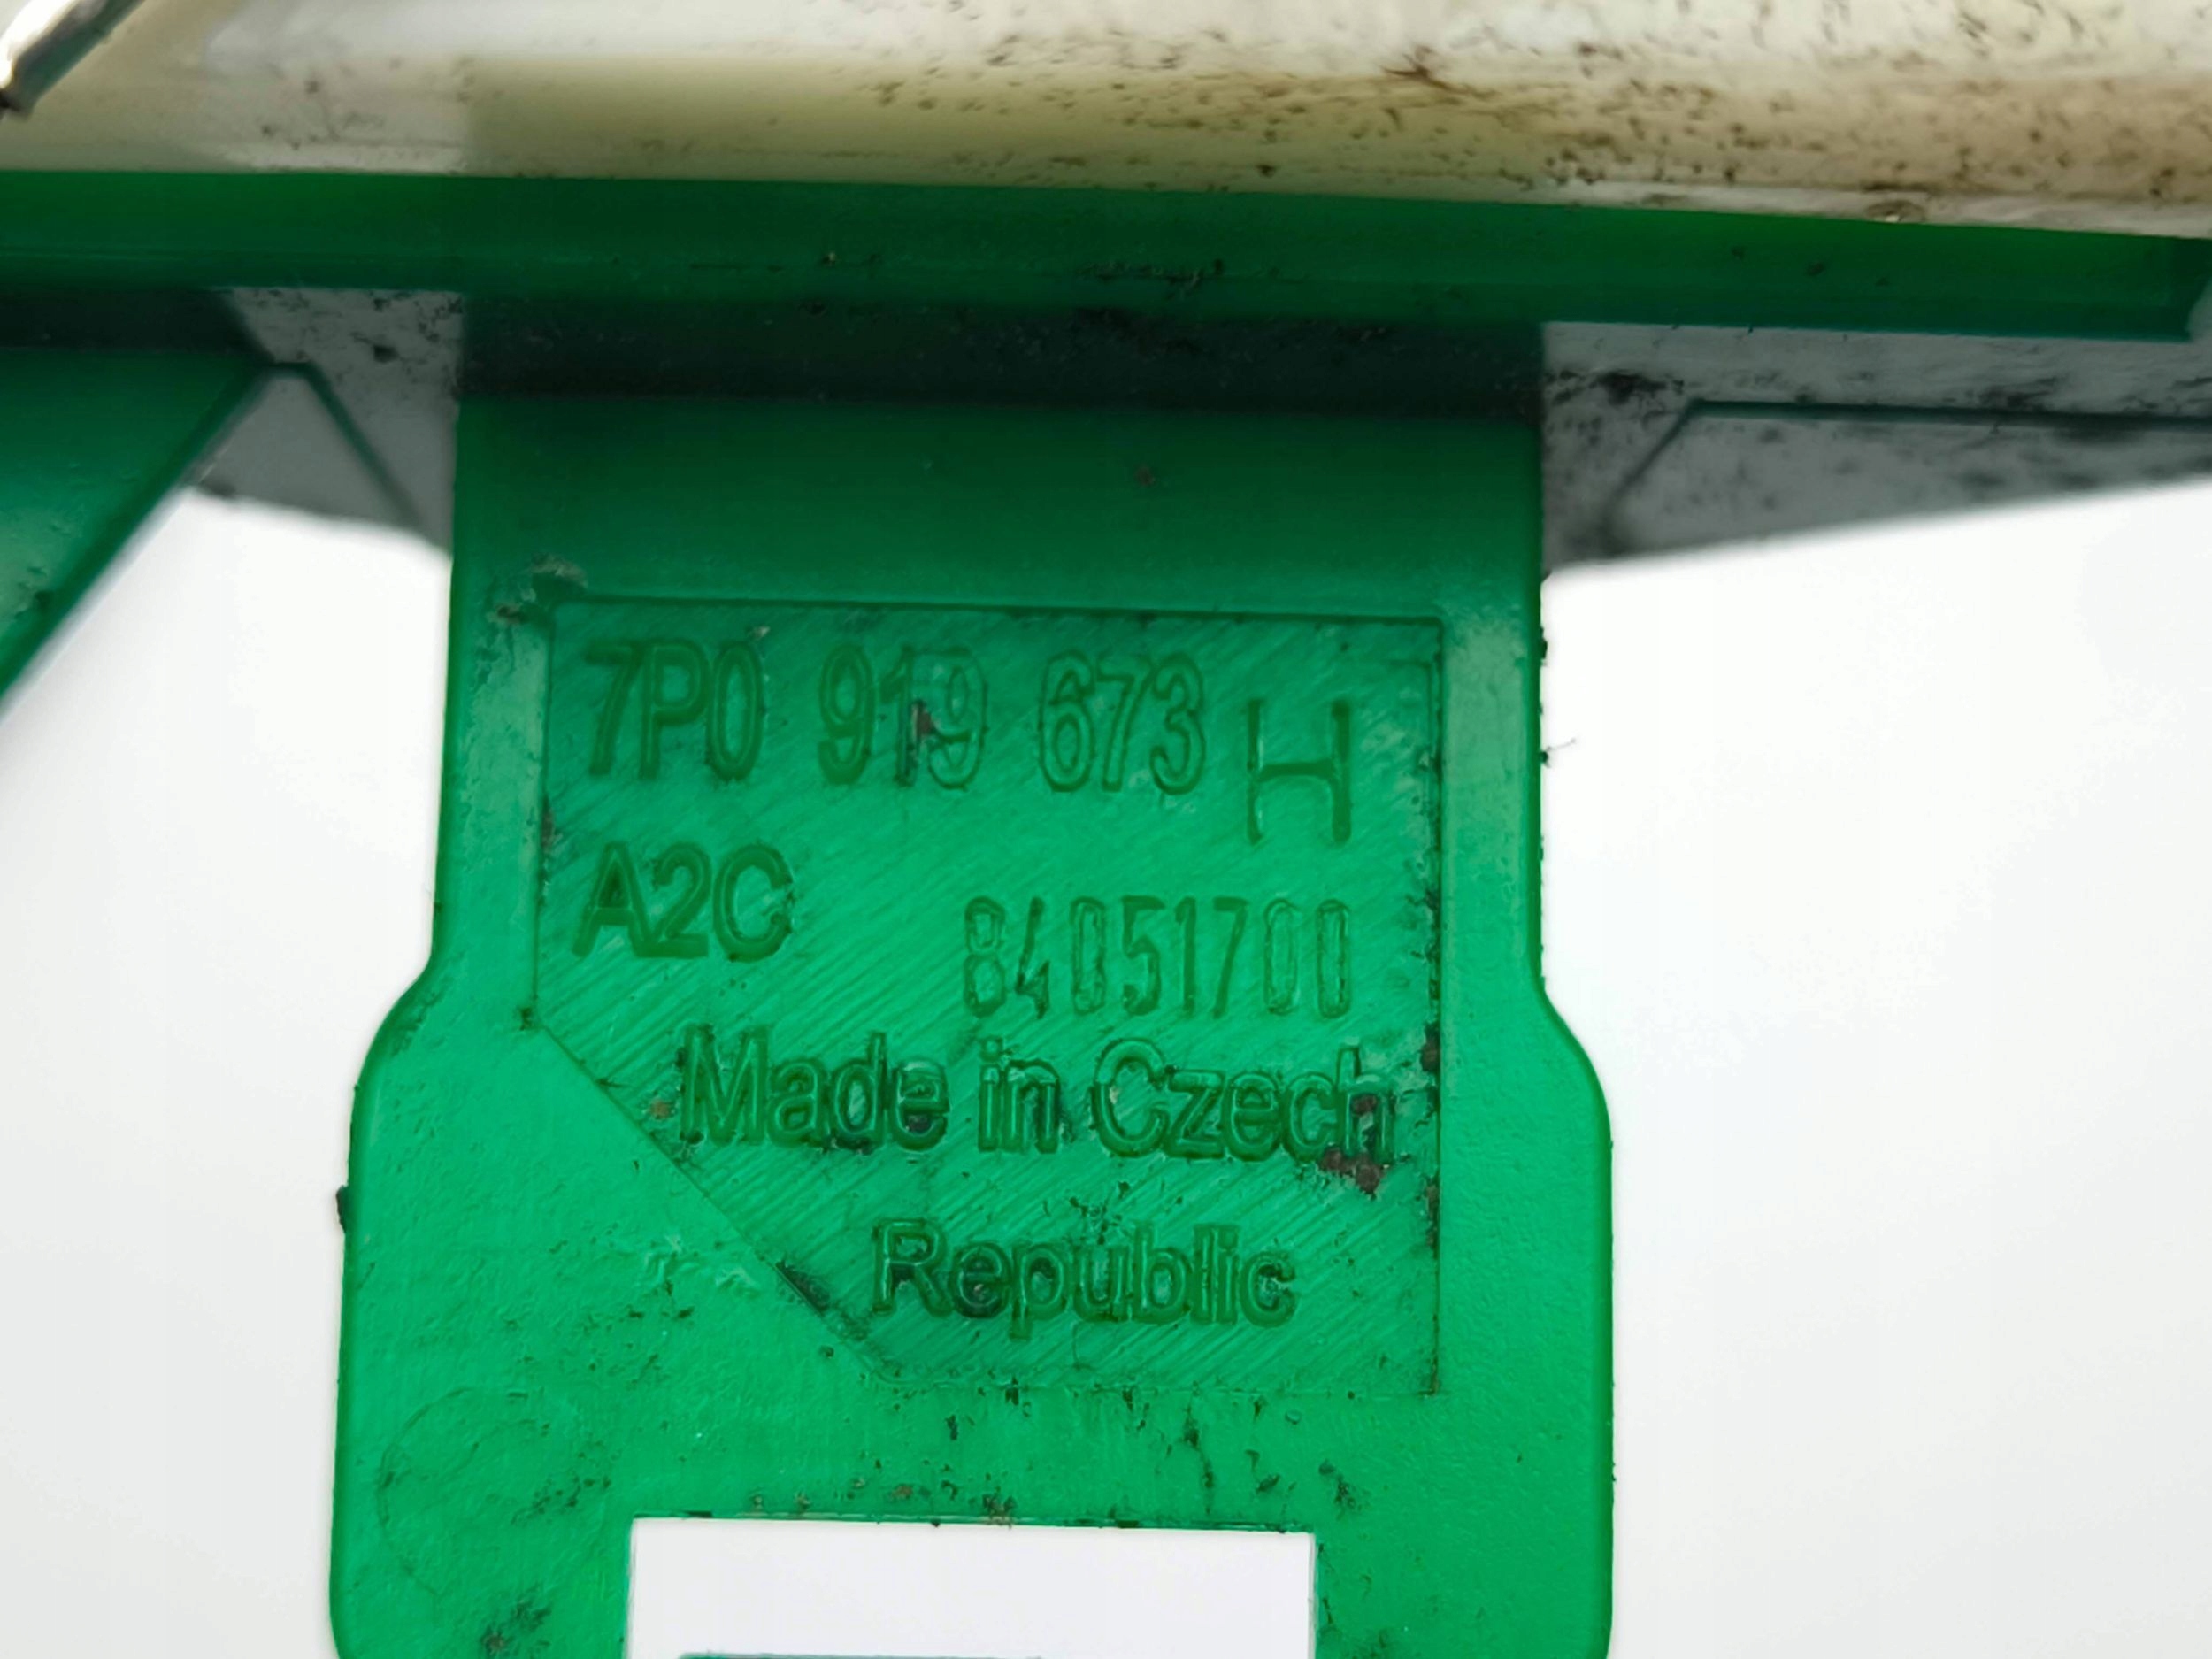 7P0 919 673 H
A2C 84051700
Made in Czech
Republic